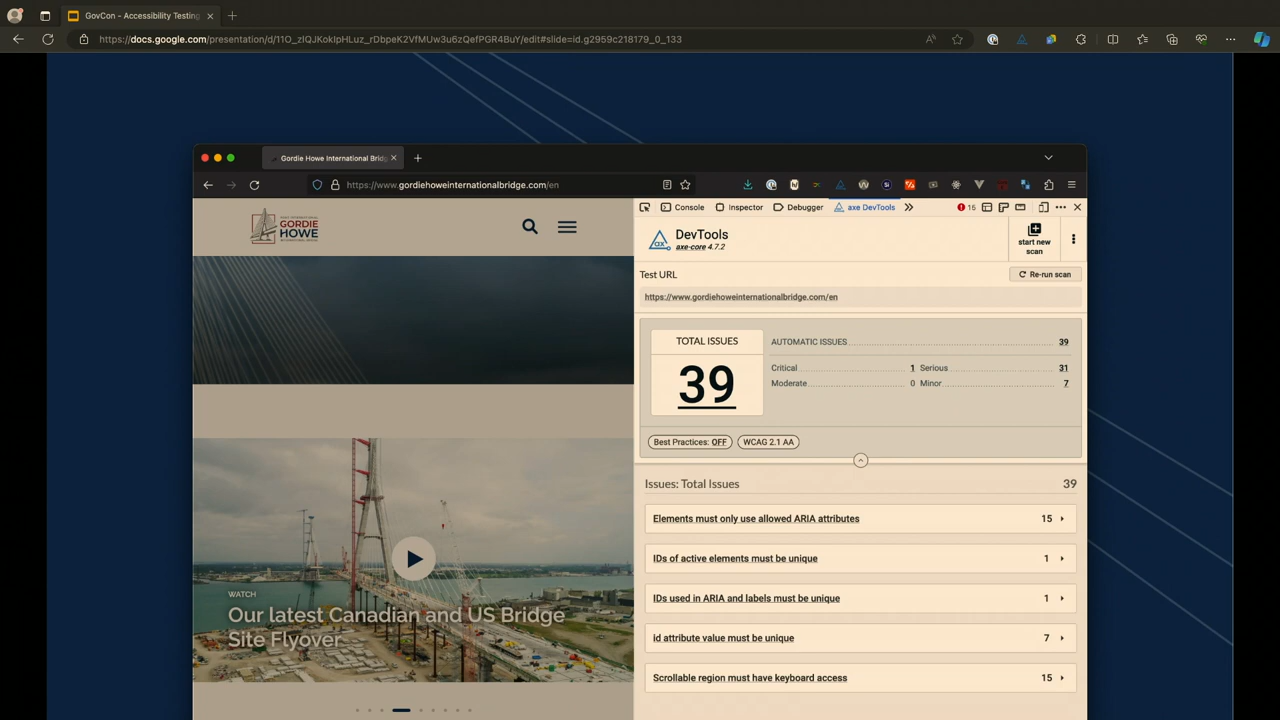 GovCon - Accessibility Testing
https://docs.google.com/presentation/d/11O_zIQJKokIpHLuz_rDbpeK2VfMUw3u6zQefPGR4BuY/edit#slide=id.g2959c218179_0_133
Gordie Howe International Bridg
https://www.gordiehoweinternationalbridge.com/en
GORDIE
HOWE
Console
Inspector
Debugger
axe DevTools
16
DevTools
axe-core 4.7.2
start new
scan
Test URL
Re-run scan
https://www.gordiehoweinternationalbridge.com/en
TOTAL ISSUES
39
AUTOMATIC ISSUES 39
Critical 1 Serious 31
Moderate 0 Minor 7
Best Practices: OFF
WCAG 2.1 AA
Issues: Total Issues 39
Elements must only use allowed ARIA attributes 15
IDs of active elements must be unique 1
IDs used in ARIA and labels must be unique 1
id attribute value must be unique 7
Scrollable region must have keyboard access 15
WATCH
Our latest Canadian and US Bridge
Site Flyover